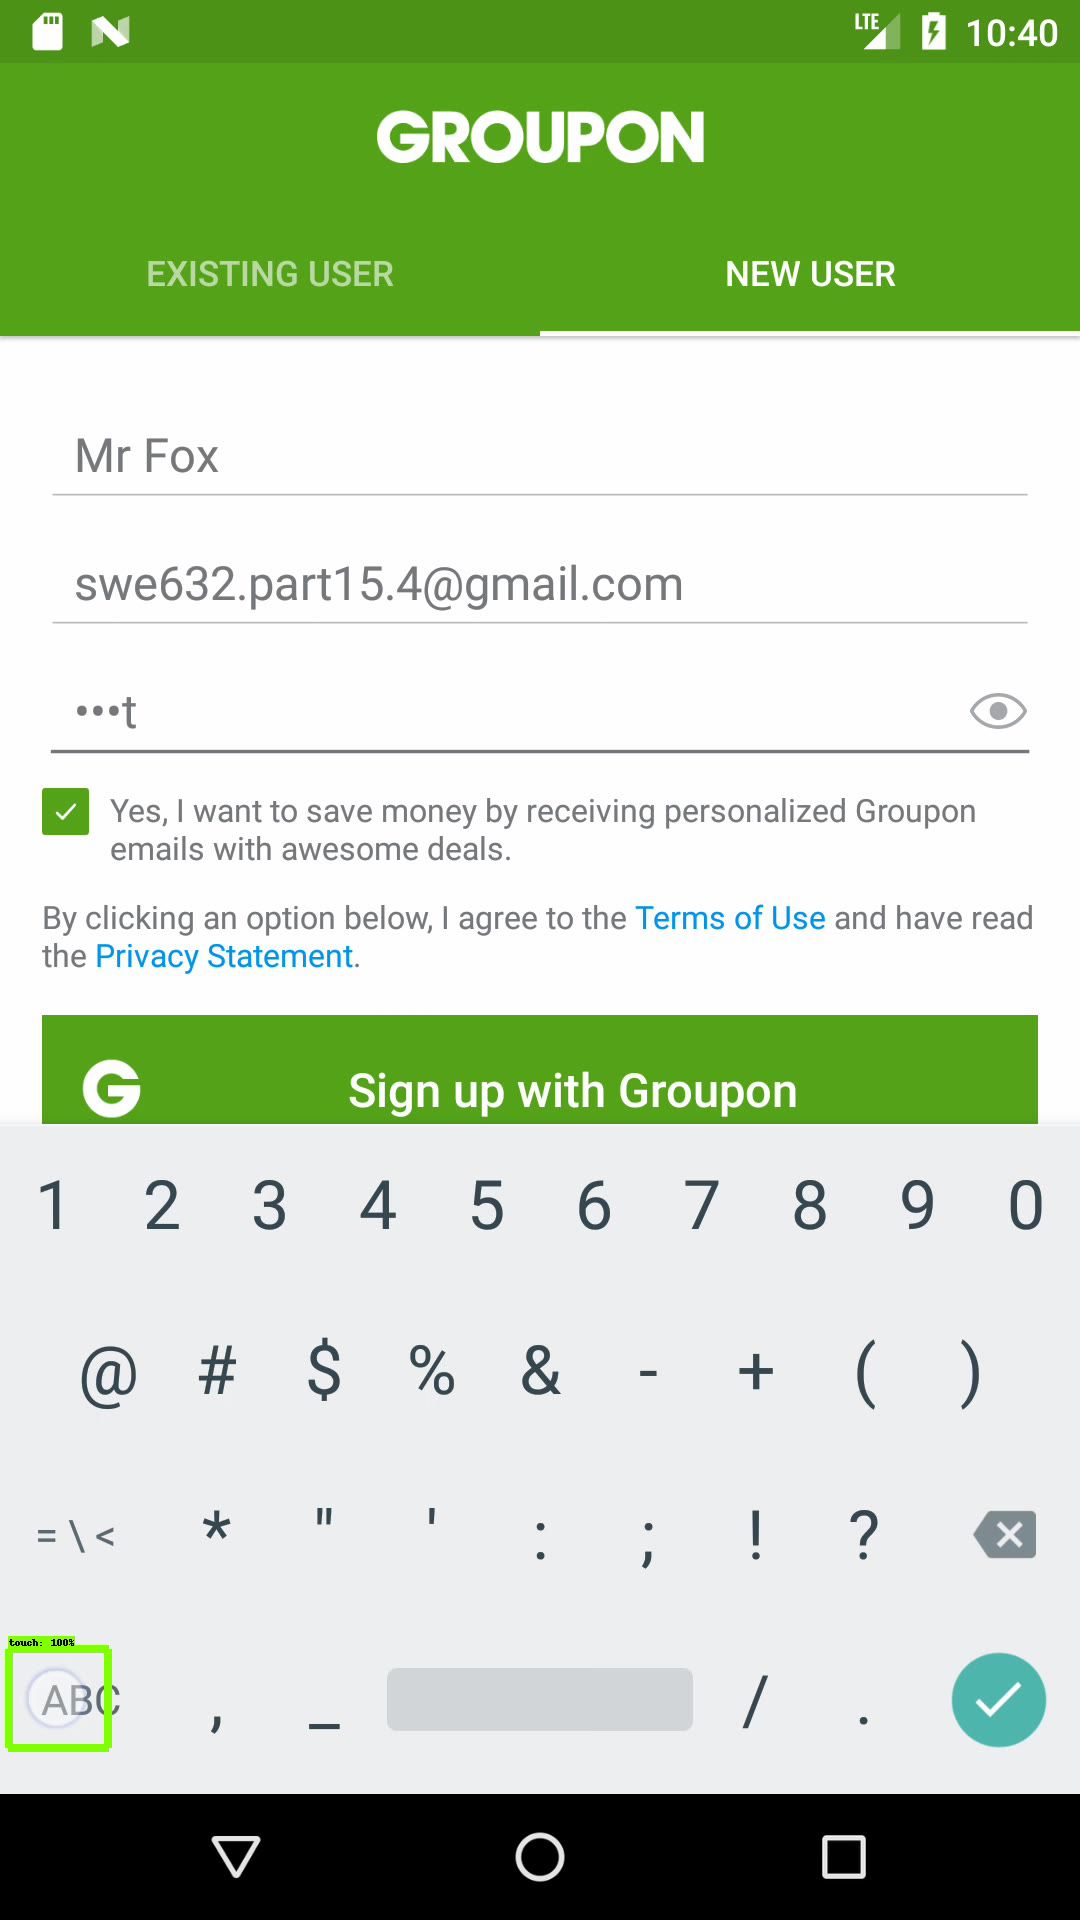 LTE 10:40
GROUPON
EXISTING USER NEW USER
Mr Fox
swe632.part15.4@gmail.com
•••t
Yes, I want to save money by receiving personalized Groupon
emails with awesome deals.
By clicking an option below, I agree to the Terms of Use and have read
the Privacy Statement.
G Sign up with Groupon
1 2 3 4 5 6 7 8 9 0
@ # $ % & - + ( )
= \ < * " ' : ; ! ?
touch: 100%
ABC , _ / .